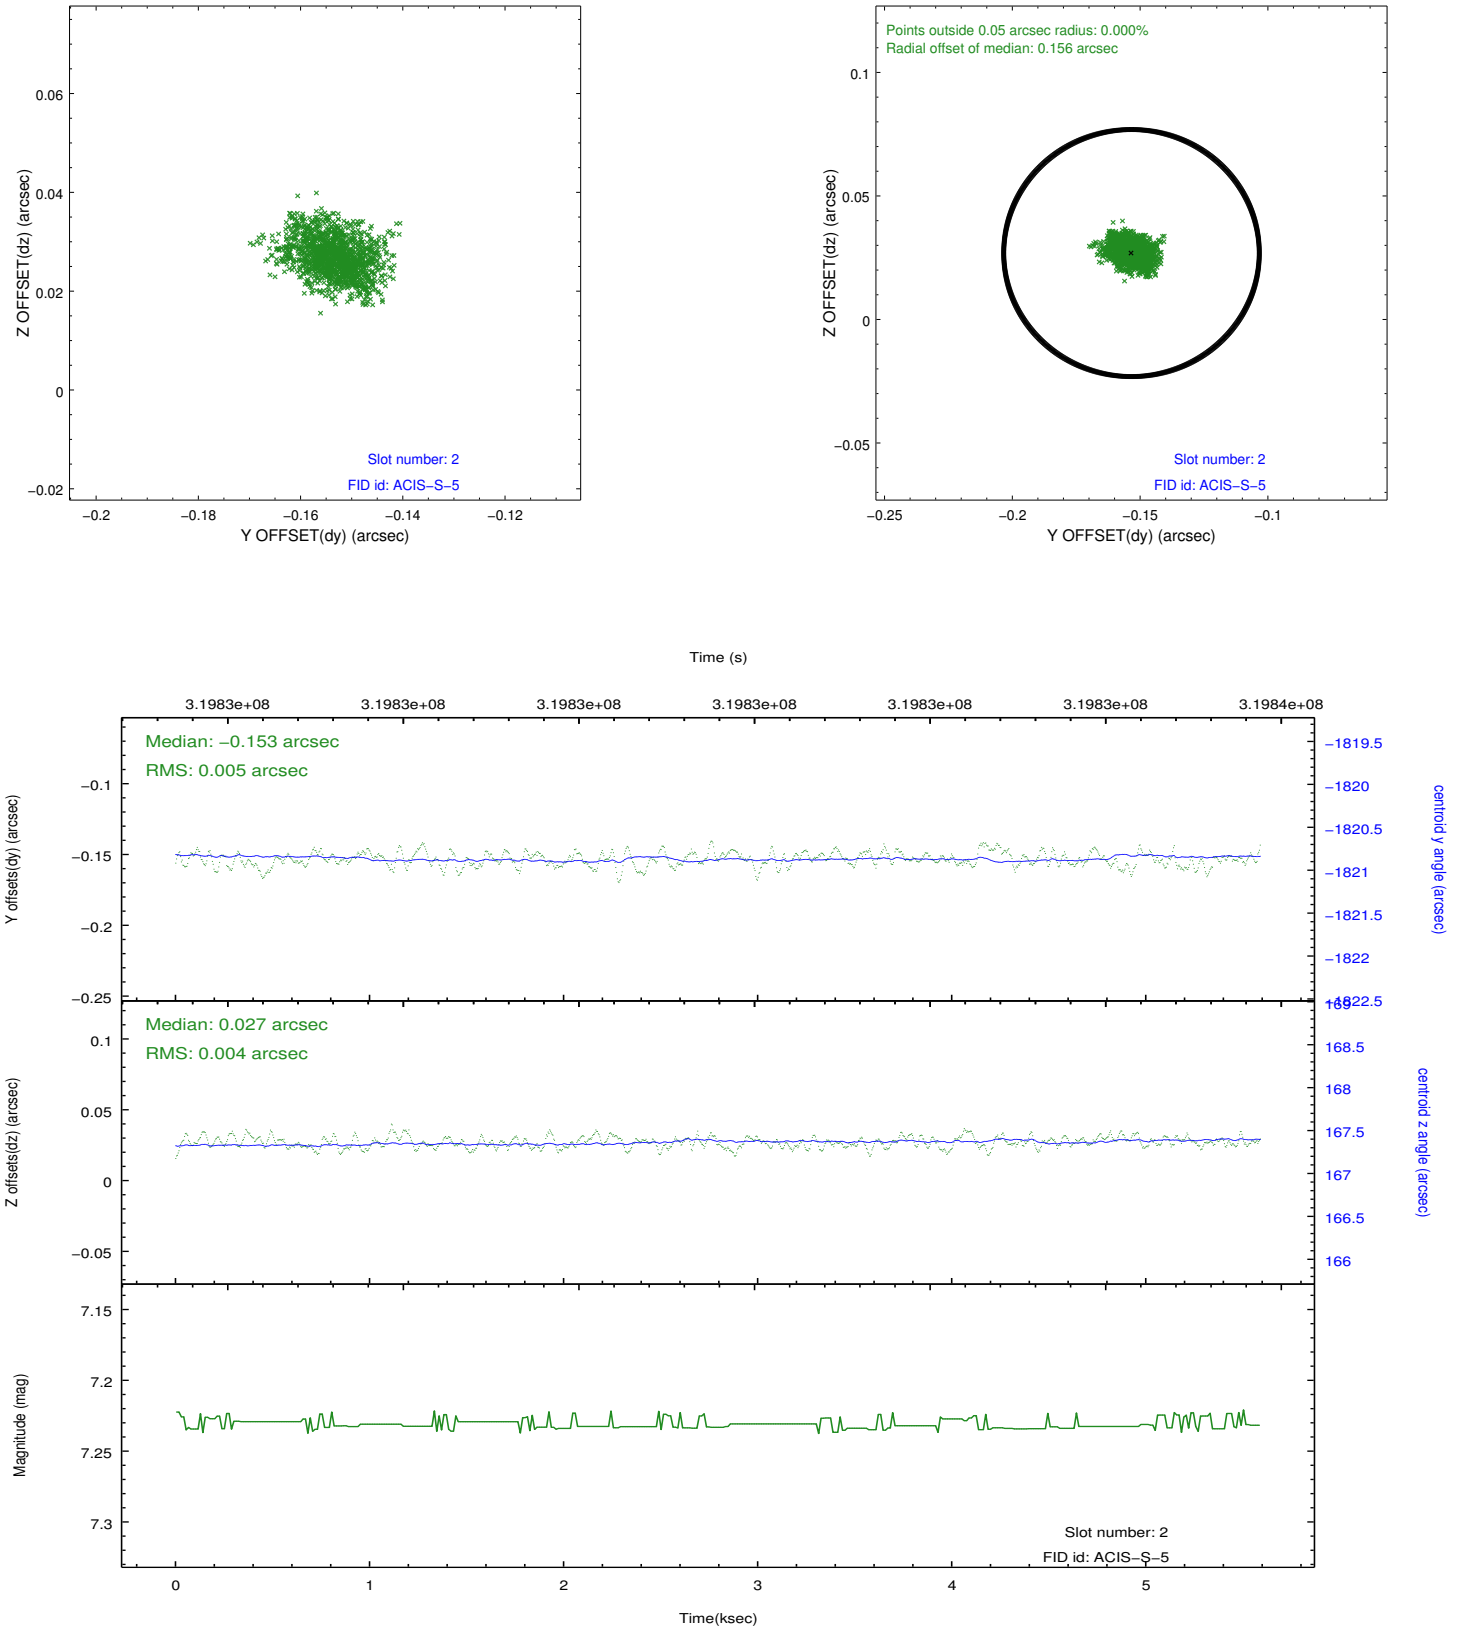 0.06
0.04
0.02
0
−0.02
Z OFFSET(dz) (arcsec)
Slot number: 2
FID id: ACIS−S−5
−0.2 −0.18 −0.16 −0.14 −0.12
Y OFFSET(dy) (arcsec)
Points outside 0.05 arcsec radius: 0.000%
Radial offset of median: 0.156 arcsec
0.1
0.05
0
−0.05
Z OFFSET(dz) (arcsec)
Slot number: 2
FID id: ACIS−S−5
−0.25 −0.2 −0.15 −0.1
Y OFFSET(dy) (arcsec)
Time (s)
3.1983e+08 3.1983e+08 3.1983e+08 3.1983e+08 3.1983e+08 3.1983e+08 3.1984e+08
Median: −0.153 arcsec
RMS: 0.005 arcsec
−0.1
−0.15
−0.2
−0.25
Y offsets(dy) (arcsec)
−1819.5
−1820
−1820.5
−1821
−1821.5
−1822
−1822.5
centroid y angle (arcsec)
Median: 0.027 arcsec
RMS: 0.004 arcsec
0.1
0.05
0
−0.05
Z offsets(dz) (arcsec)
169
168.5
168
167.5
167
166.5
166
centroid z angle (arcsec)
7.15
7.2
7.25
7.3
Magnitude (mag)
Slot number: 2
FID id: ACIS−S−5
0 1 2 3 4 5
Time(ksec)